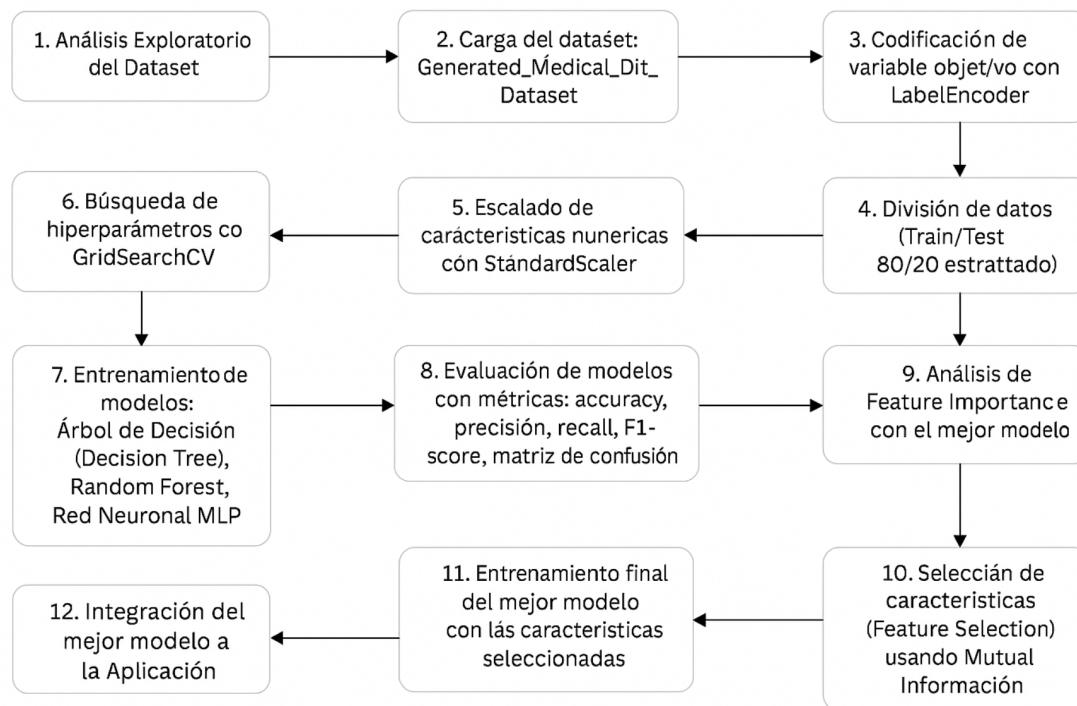 1. Análisis Exploratorio
del Dataset
2. Carga del dataśet:
Generated_Ḿedical_Dit_
Dataset
3. Codificación de
variable objet/vo con
LabelEncoder
6. Búsqueda de
hiperparámetros co
GridSearchCV
5. Escalado de
carácteristicas nunericas
cón StándardScaler
4. División de datos
(Train/Test
80/20 estrattado)
7. Entrenamiento de
modelos:
Árbol de Decisión
(Decision Tree),
Random Forest,
Red Neuronal MLP
8. Evaluación de modelos
con métricas: accuracy,
precisión, recall, F1-
score, matriz de confusión
9. Análisis de
Feature Importance
con el mejor modelo
12. Integración del
mejor modelo a
la Aplicación
11. Entrenamiento final
del mejor modelo
con lás caracteristicas
seleccionadas
10. Seleccián de
caracteristicas
(Feature Selection)
usando Mutual
Información